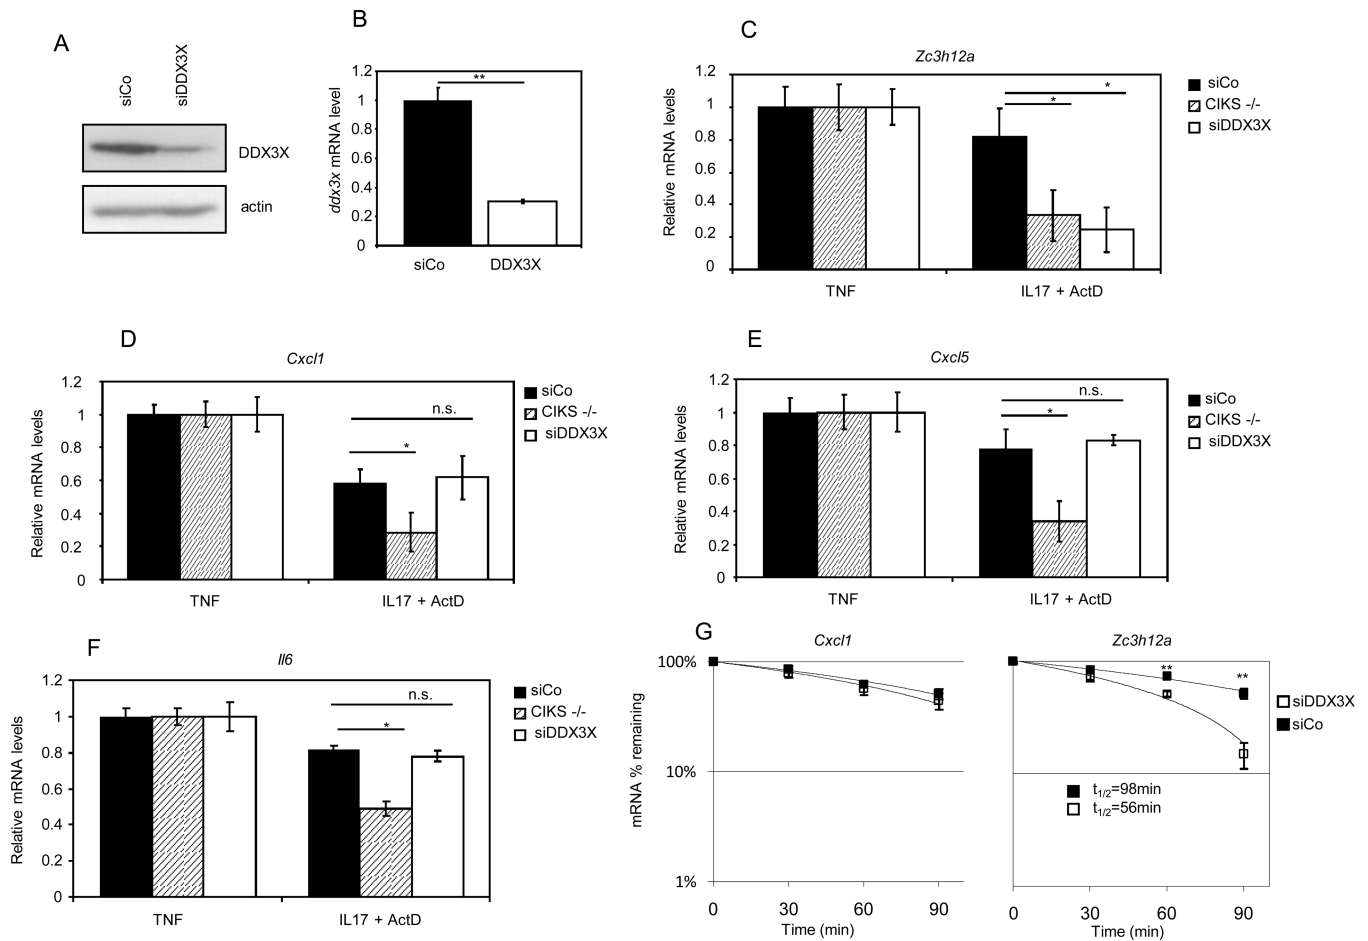 A
siCo
siDDX3X
DDX3X
actin
B
ddx3x mRNA level
1.2
1
0.8
0.6
0.4
0.2
0
**
siCo
DDX3X
C
Zc3h12a
Relative mRNA levels
1.2
1
0.8
0.6
0.4
0.2
0
*
*
TNF
IL17 + ActD
siCo
CIKS -/-
siDDX3X
D
Cxcl1
Relative mRNA levels
1.2
1
0.8
0.6
0.4
0.2
0
n.s.
*
TNF
IL17 + ActD
siCo
CIKS -/-
siDDX3X
E
Cxcl5
Relative mRNA levels
1.2
1
0.8
0.6
0.4
0.2
0
n.s.
*
TNF
IL17 + ActD
siCo
CIKS -/-
siDDX3X
F
Il6
Relative mRNA levels
1.2
1
0.8
0.6
0.4
0.2
0
n.s.
*
TNF
IL17 + ActD
siCo
CIKS -/-
siDDX3X
G
Cxcl1
mRNA % remaining
100%
10%
1%
0 30 60 90
Time (min)
Zc3h12a
**
**
t1/2=98min
t1/2=56min
0 30 60 90
Time (min)
siDDX3X
siCo